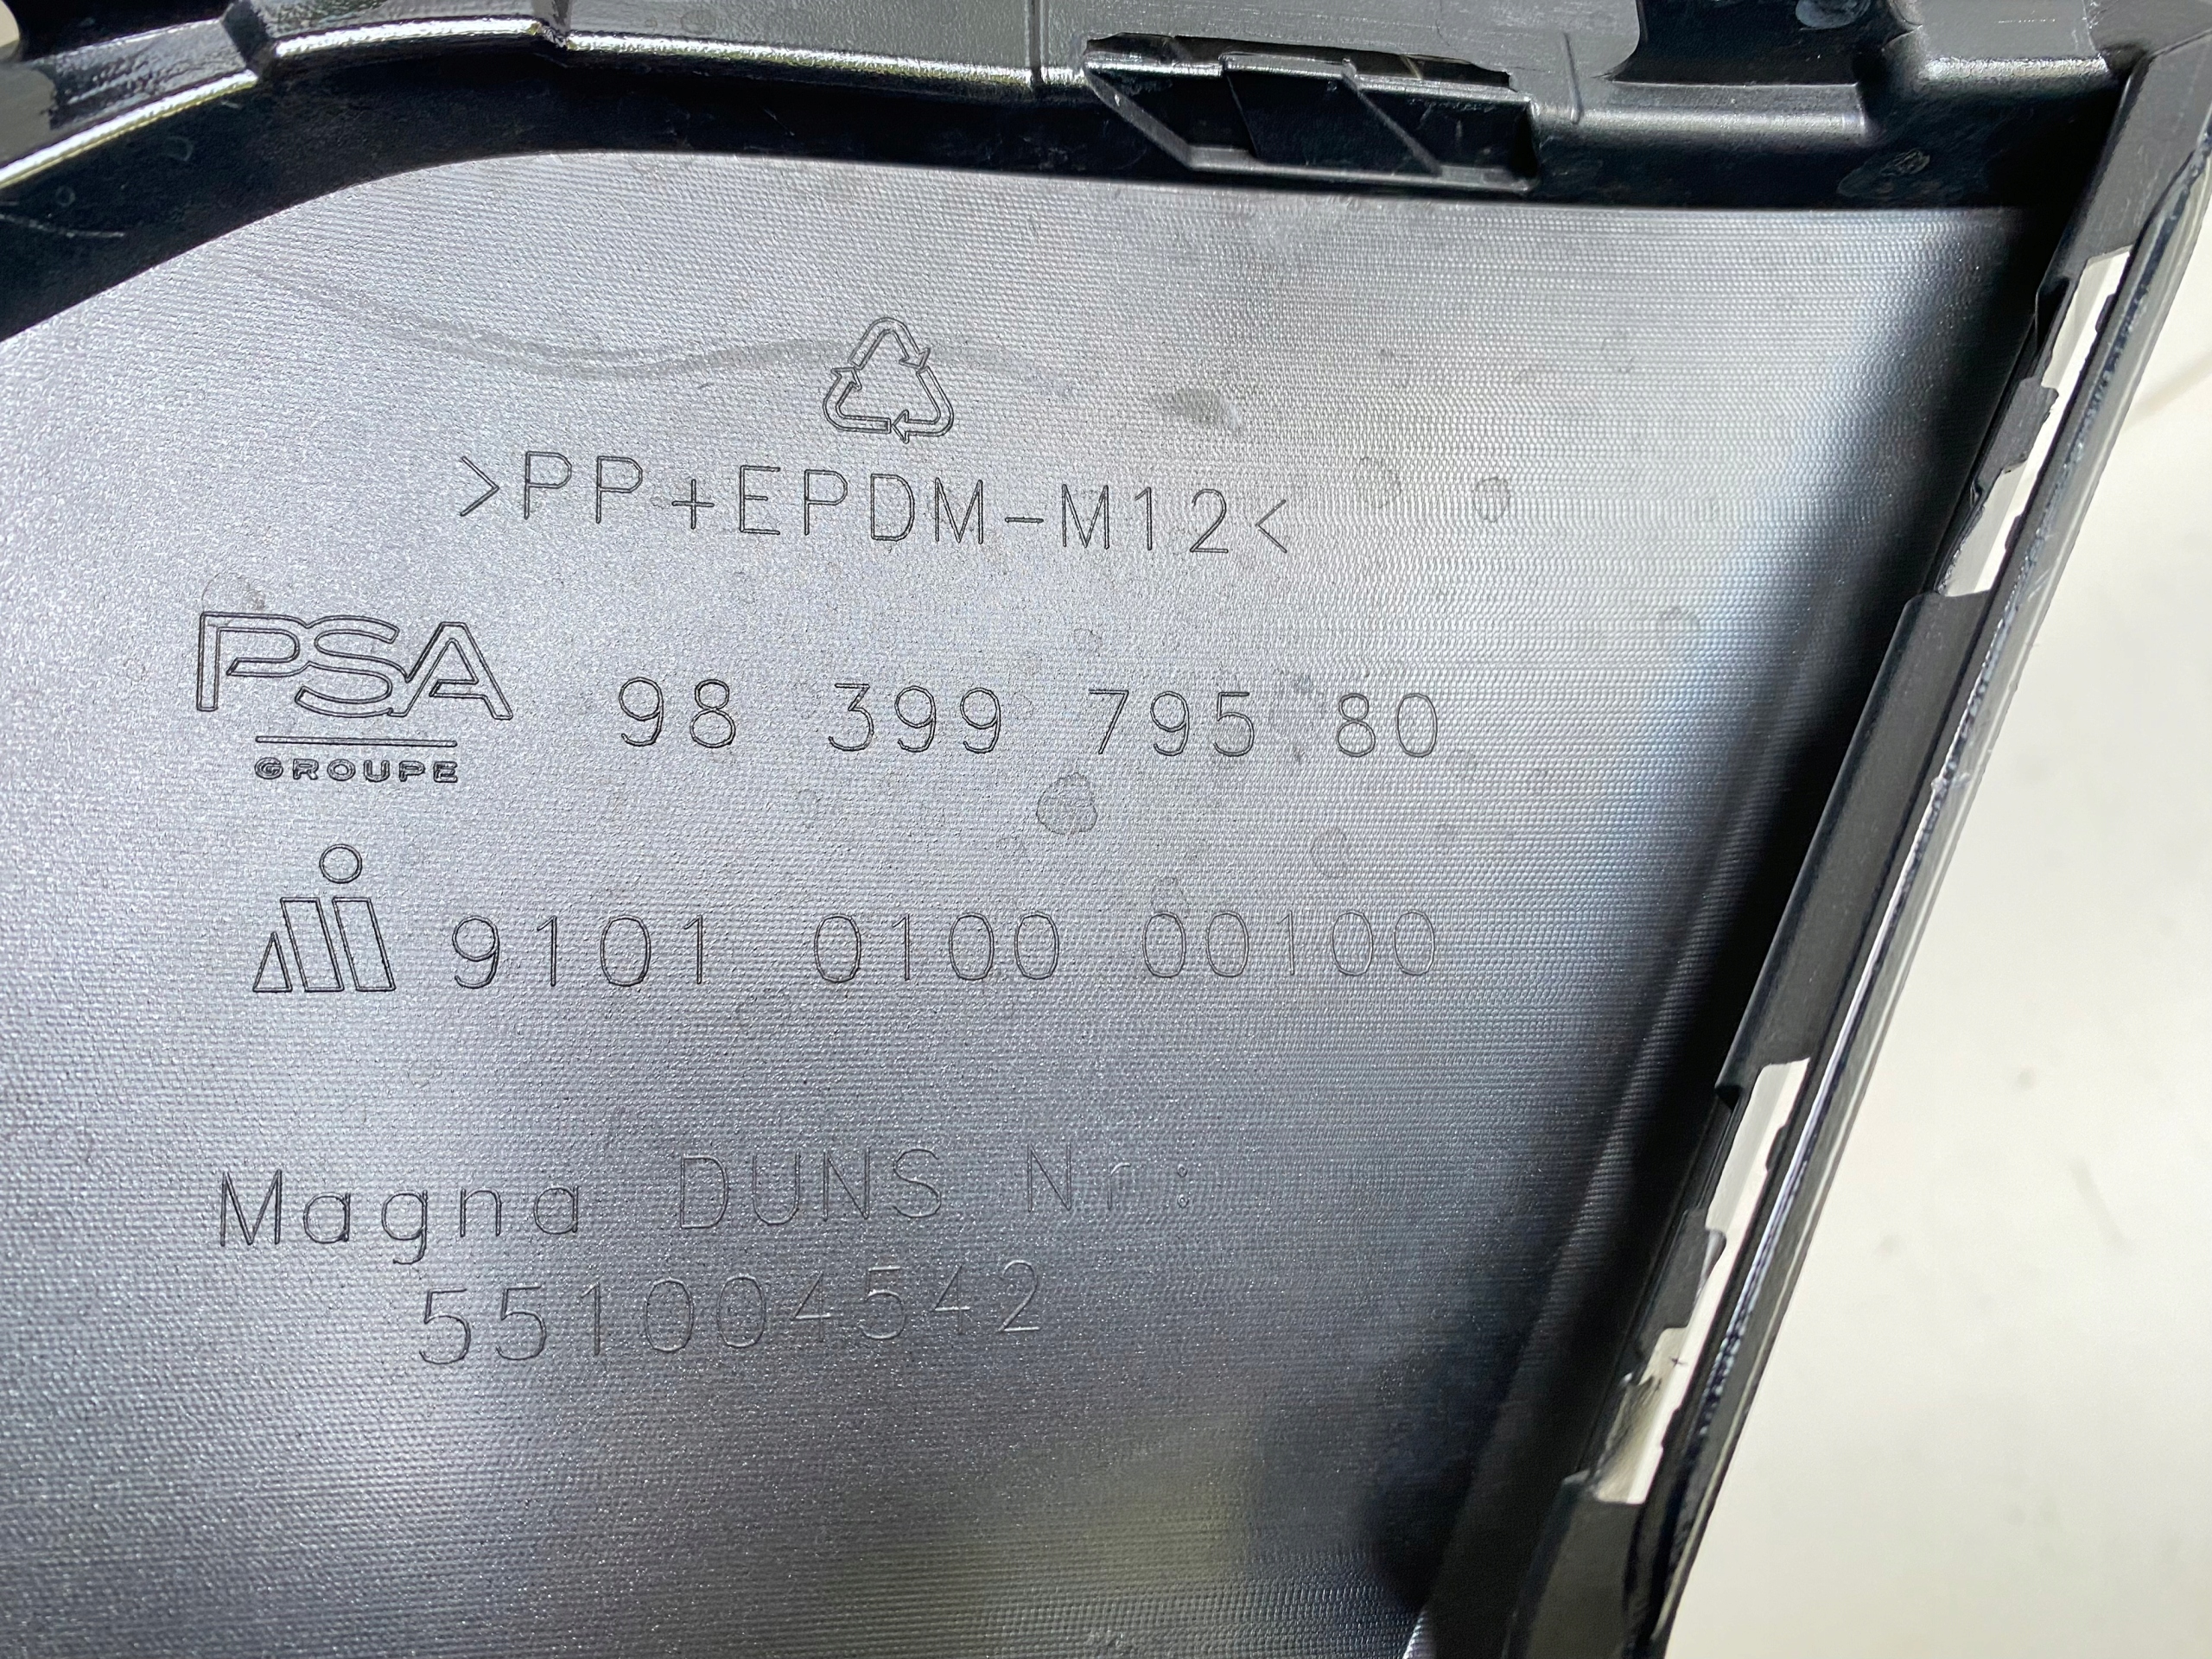 >PP+EPDM-M12<
PSA 98 399 795 80
GROUPE
9101 0100 00100
Magna DUNS Nr:
551004542